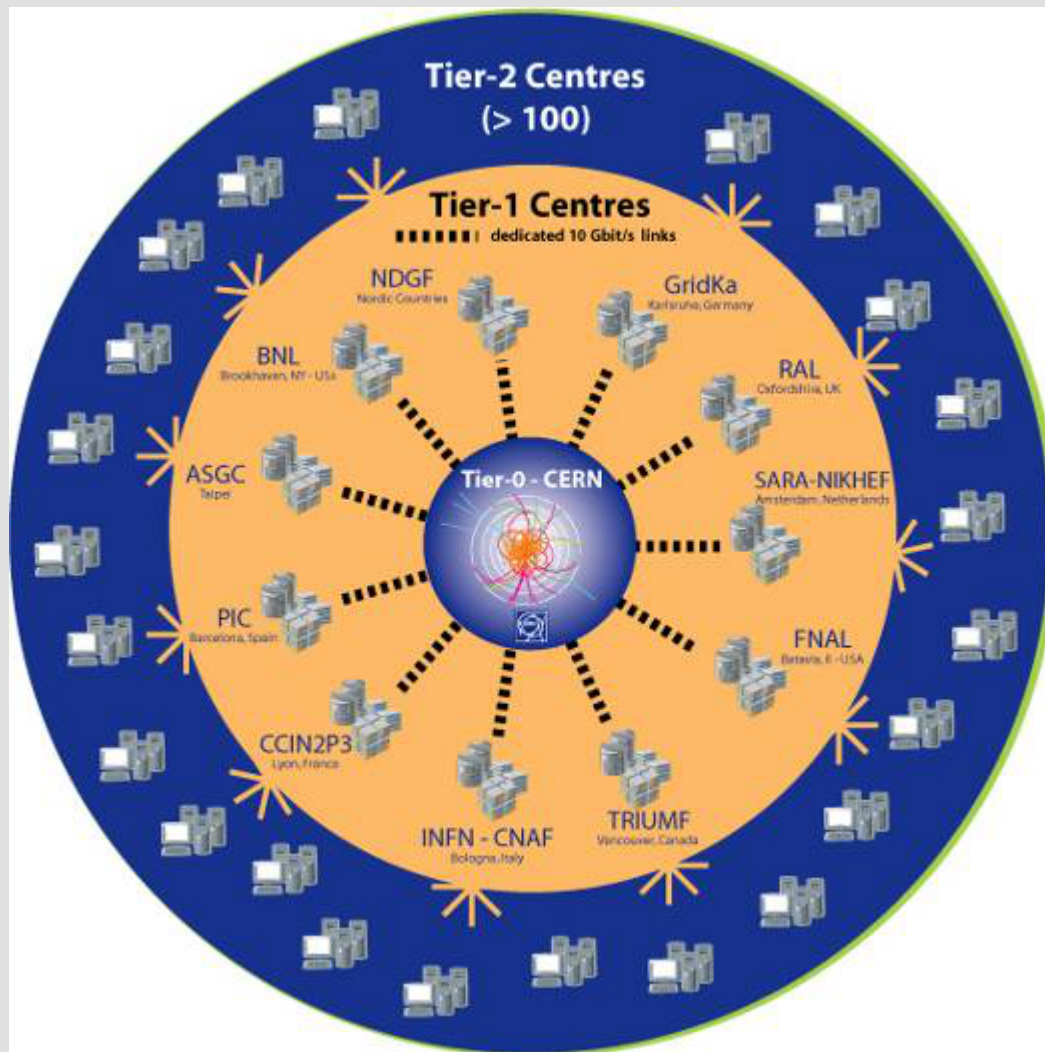 Tier-2 Centres
(> 100)
Tier-1 Centres
dedicated 10 Gbit/s links
NDGF
Nordic Countries
GridKa
Karlsruhe, Germany
BNL
Brookhaven, NY - USA
RAL
Oxfordshire, UK
ASGC
Taipei
Tier-0 - CERN
SARA-NIKHEF
Amsterdam, Netherlands
PIC
Barcelona, Spain
FNAL
Batavia, Il - USA
CCIN2P3
Lyon, France
INFN - CNAF
Bologna, Italy
TRIUMF
Vancouver, Canada